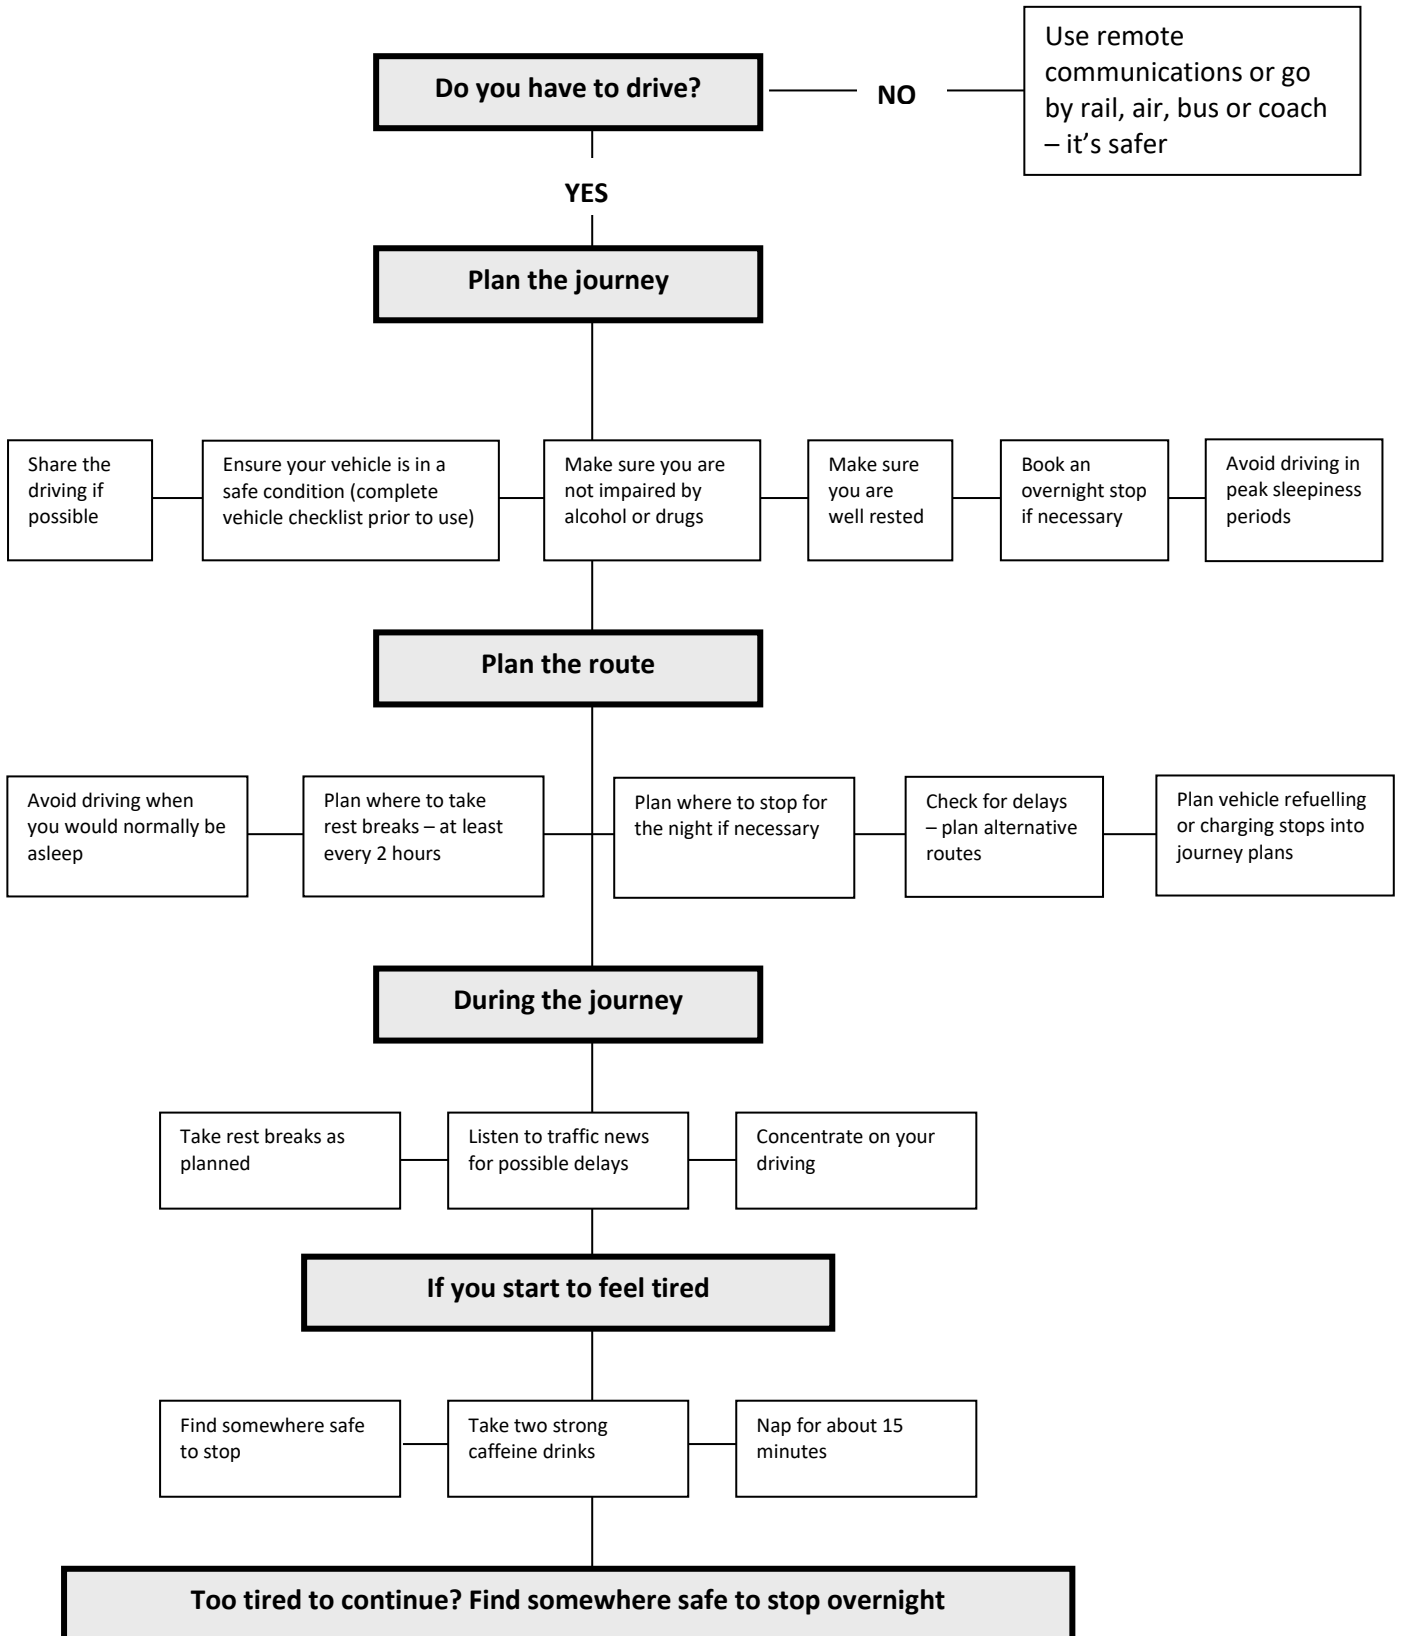 Do you have to drive?
NO
Use remote
communications or go
by rail, air, bus or coach
– it’s safer
YES
Plan the journey
Share the
driving if
possible
Ensure your vehicle is in a
safe condition (complete
vehicle checklist prior to use)
Make sure you are
not impaired by
alcohol or drugs
Make sure
you are
well rested
Book an
overnight stop
if necessary
Avoid driving in
peak sleepiness
periods
Plan the route
Avoid driving when
you would normally be
asleep
Plan where to take
rest breaks – at least
every 2 hours
Plan where to stop for
the night if necessary
Check for delays
– plan alternative
routes
Plan vehicle refuelling
or charging stops into
journey plans
During the journey
Take rest breaks as
planned
Listen to traffic news
for possible delays
Concentrate on your
driving
If you start to feel tired
Find somewhere safe
to stop
Take two strong
caffeine drinks
Nap for about 15
minutes
Too tired to continue? Find somewhere safe to stop overnight